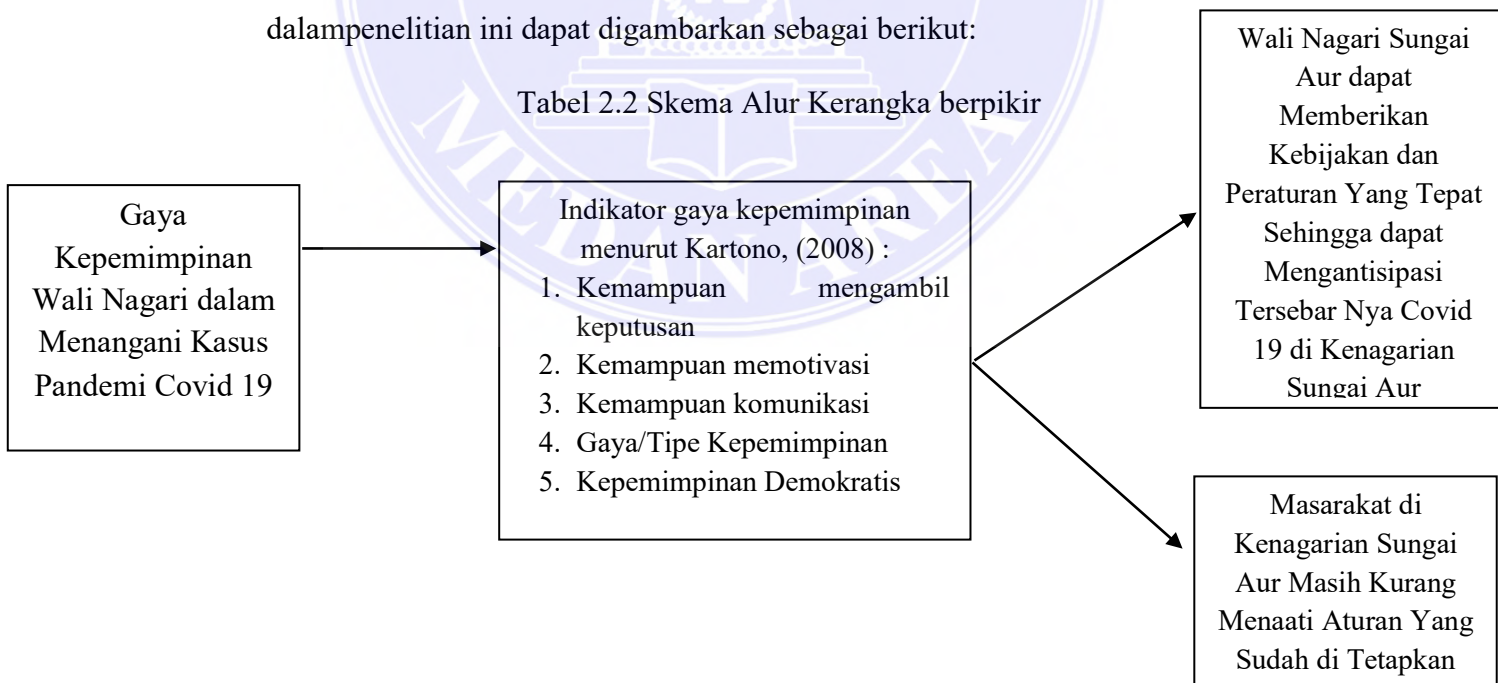 dalampenelitian ini dapat digambarkan sebagai berikut:
Tabel 2.2 Skema Alur Kerangka berpikir
Gaya
Kepemimpinan
Wali Nagari dalam
Menangani Kasus
Pandemi Covid 19
Indikator gaya kepemimpinan
menurut Kartono, (2008) :
1. Kemampuan mengambil
keputusan
2. Kemampuan memotivasi
3. Kemampuan komunikasi
4. Gaya/Tipe Kepemimpinan
5. Kepemimpinan Demokratis
Wali Nagari Sungai
Aur dapat
Memberikan
Kebijakan dan
Peraturan Yang Tepat
Sehingga dapat
Mengantisipasi
Tersebar Nya Covid
19 di Kenagarian
Sungai Aur
Masarakat di
Kenagarian Sungai
Aur Masih Kurang
Menaati Aturan Yang
Sudah di Tetapkan
MEDAN AREA